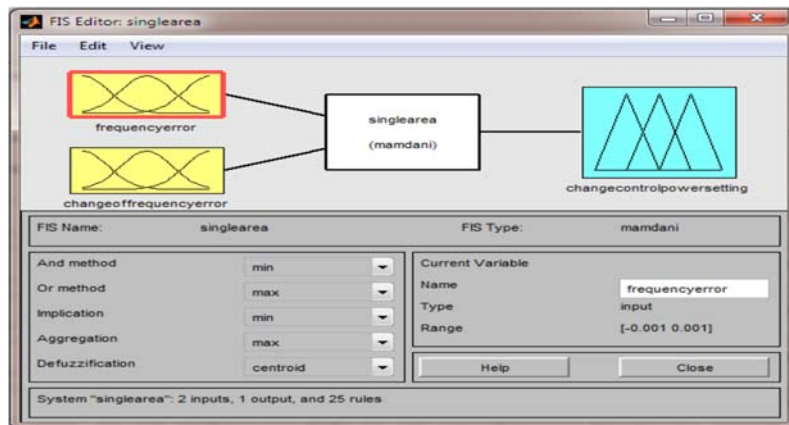 FIS Editor: singlearea
File Edit View
frequencyerror
changeoffrequencyerror
singlearea
(mamdani)
changecontrolpowersetting
FIS Name: singlearea FIS Type: mamdani
And method min
Or method max
Implication min
Aggregation max
Defuzzification centroid
Current Variable
Name frequencyerror
Type input
Range [-0.001 0.001]
Help Close
System "singlearea": 2 inputs, 1 output, and 25 rules